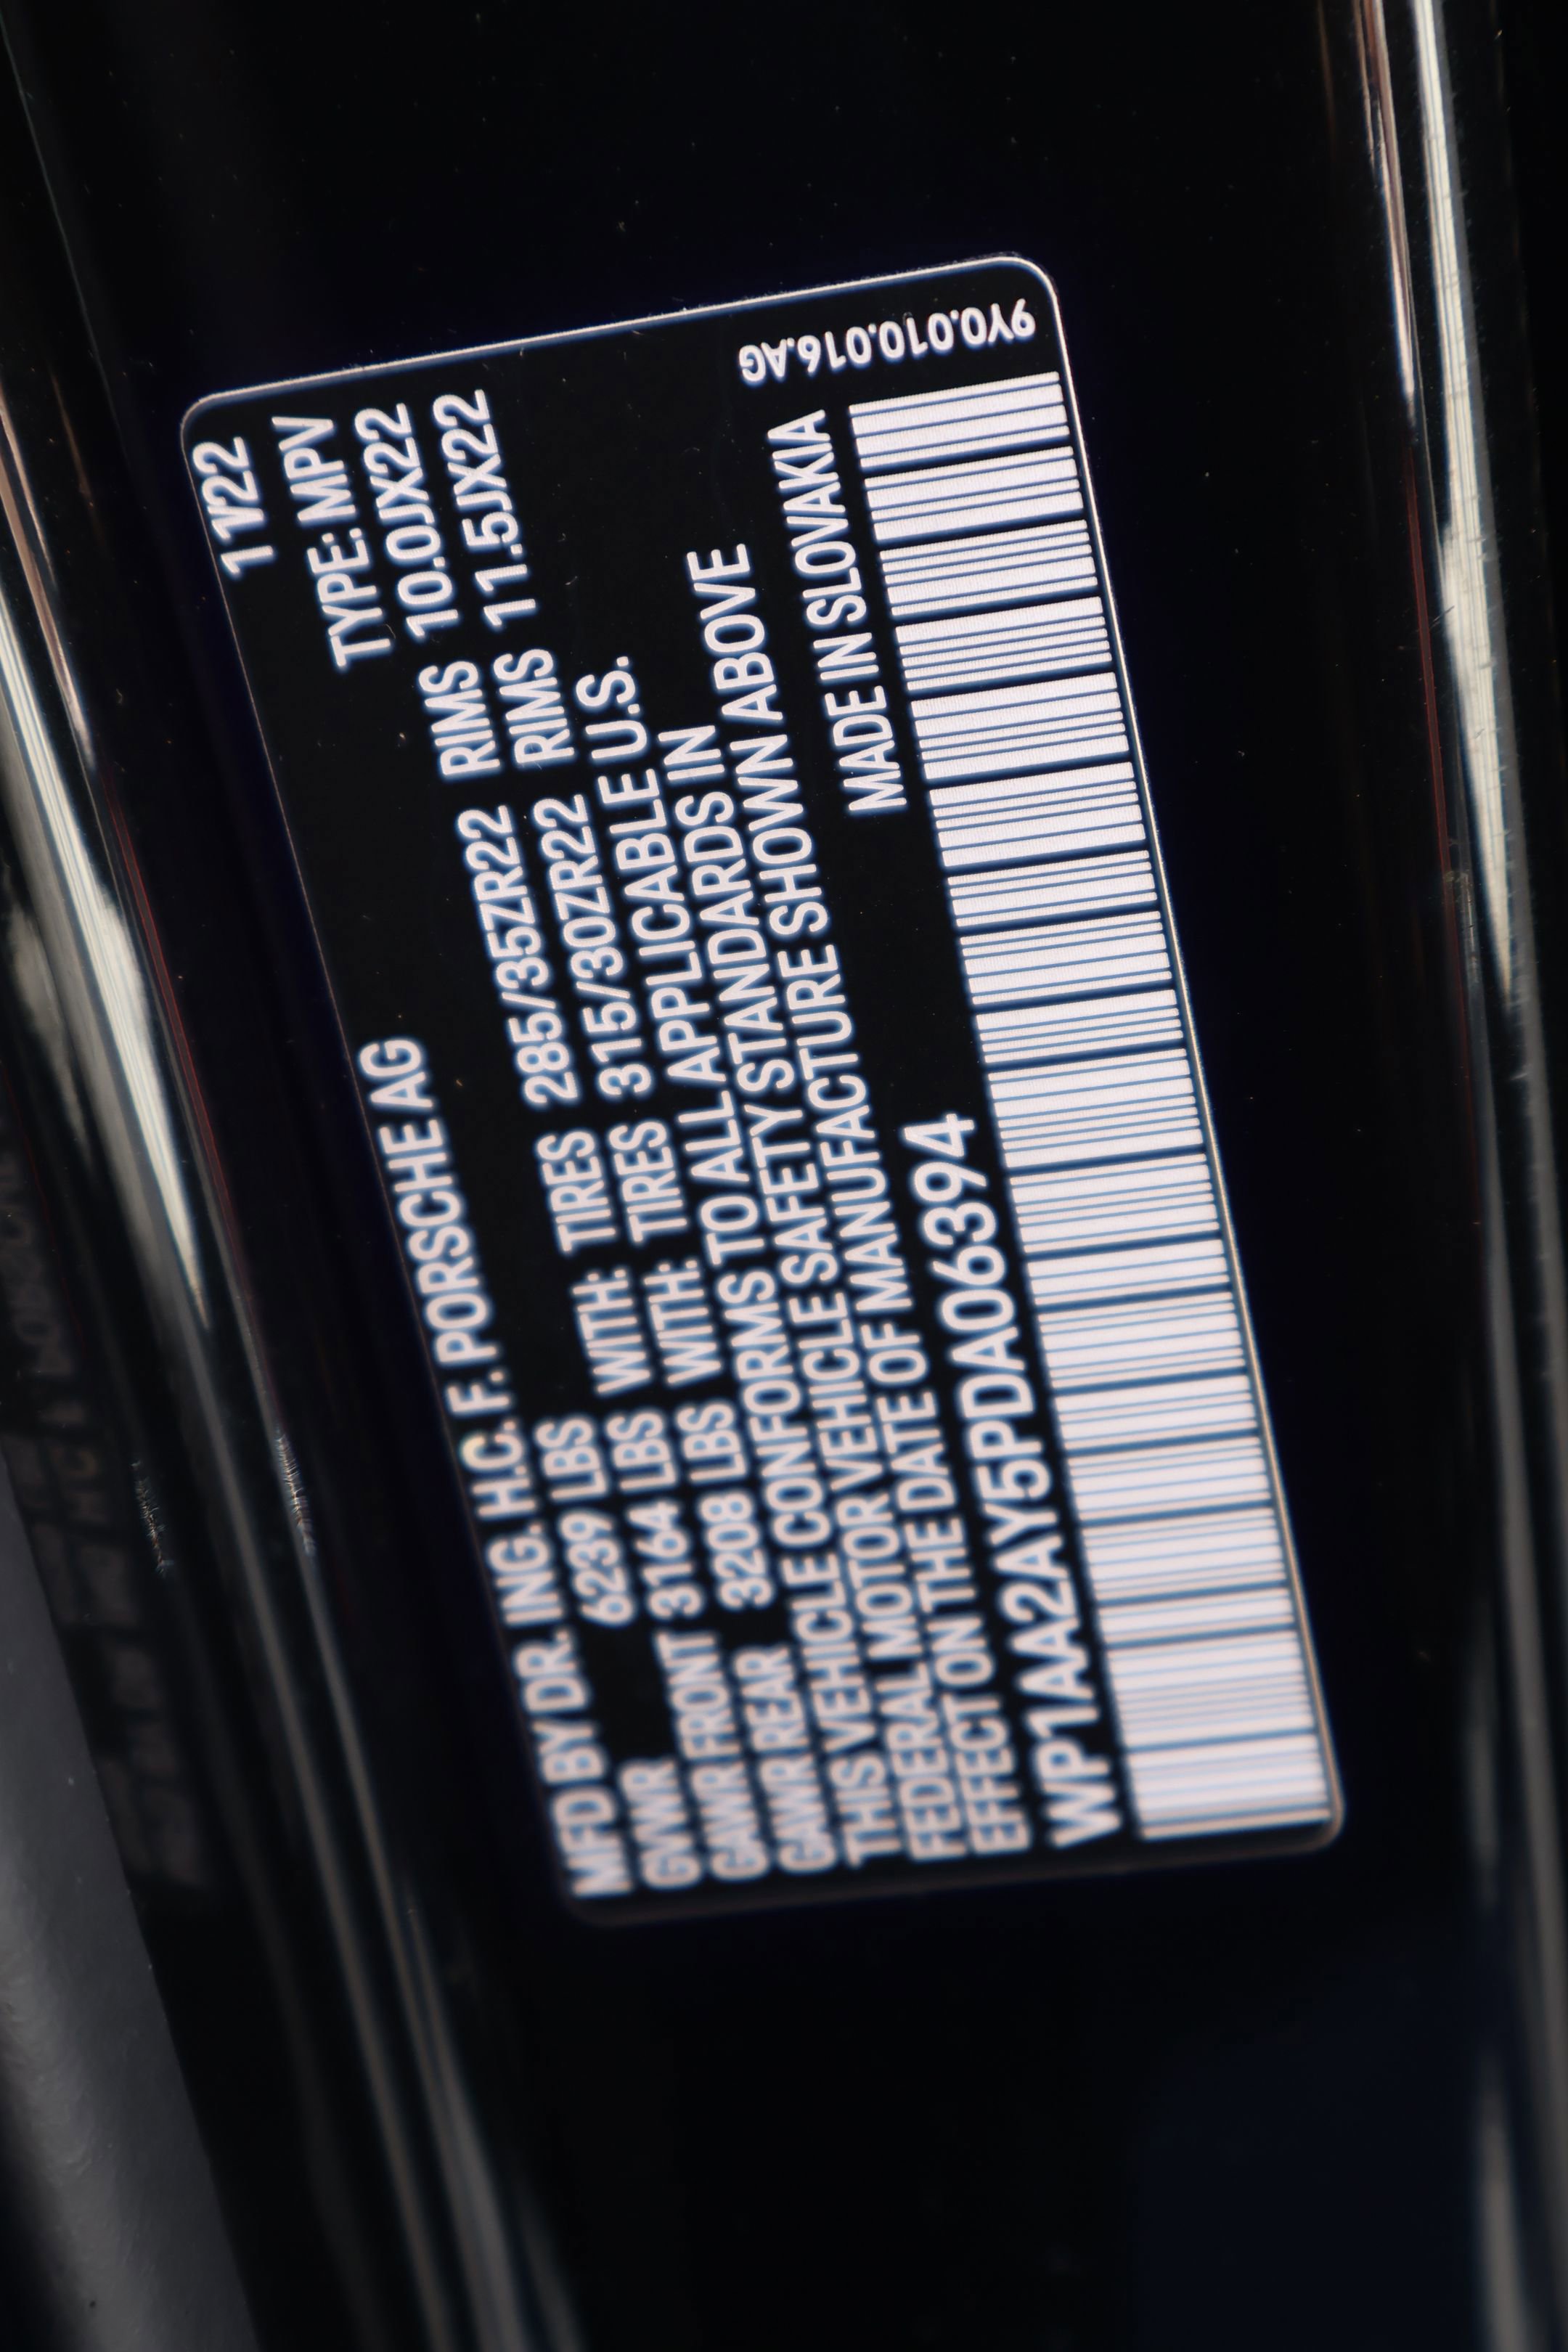 MFD BY DR. ING. H.C. F. PORSCHE AG 11/22
GVWR 6239 LBS TYPE: MPV
GAWR FRONT 3164 LBS WITH: TIRES 285/35ZR22 RIMS 10.0JX22
GAWR REAR 3208 LBS WITH: TIRES 315/30ZR22 RIMS 11.5JX22
THIS VEHICLE CONFORMS TO ALL APPLICABLE U.S.
FEDERAL MOTOR VEHICLE SAFETY STANDARDS IN
EFFECT ON THE DATE OF MANUFACTURE SHOWN ABOVE
WP1AA2AY5PDA06394 MADE IN SLOVAKIA
9Y0.010.016.AG